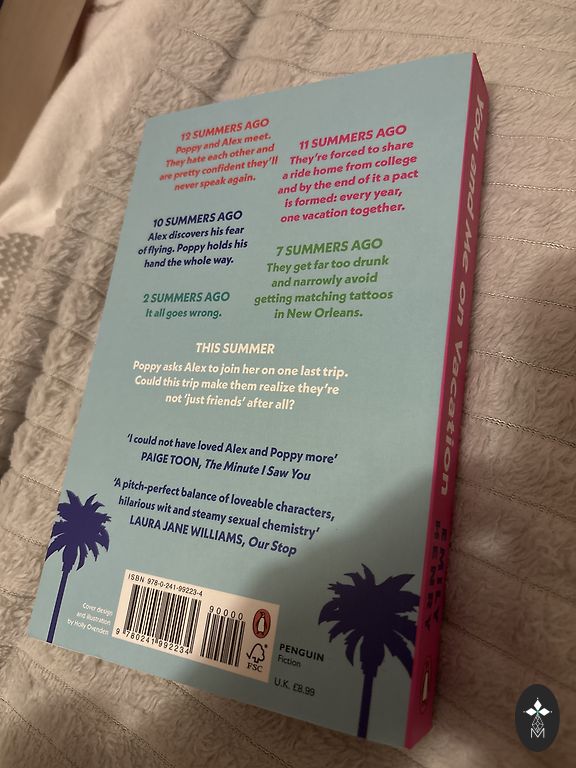 12 SUMMERS AGO
Poppy and Alex meet.
They hate each other and
are pretty confident they'll
never speak again.
11 SUMMERS AGO
They're forced to share
a ride home from college
and by the end of it a pact
is formed: every year,
one vacation together.
10 SUMMERS AGO
Alex discovers his fear
of flying. Poppy holds his
hand the whole way.
7 SUMMERS AGO
They get far too drunk
and narrowly avoid
getting matching tattoos
in New Orleans.
2 SUMMERS AGO
It all goes wrong.
THIS SUMMER
Poppy asks Alex to join her on one last trip.
Could this trip make them realize they're
not 'just friends' after all?
'I could not have loved Alex and Poppy more'
PAIGE TOON, The Minute I Saw You
'A pitch-perfect balance of loveable characters,
hilarious wit and steamy sexual chemistry'
LAURA JANE WILLIAMS, Our Stop
Cover design
and illustration
by Holly Ovenden
ISBN 978-0-241-99223-4
90000
9 780241 992234
FSC
PENGUIN
Fiction
U.K. £8.99
You and Me on Vacation
EMILY
HENRY
M